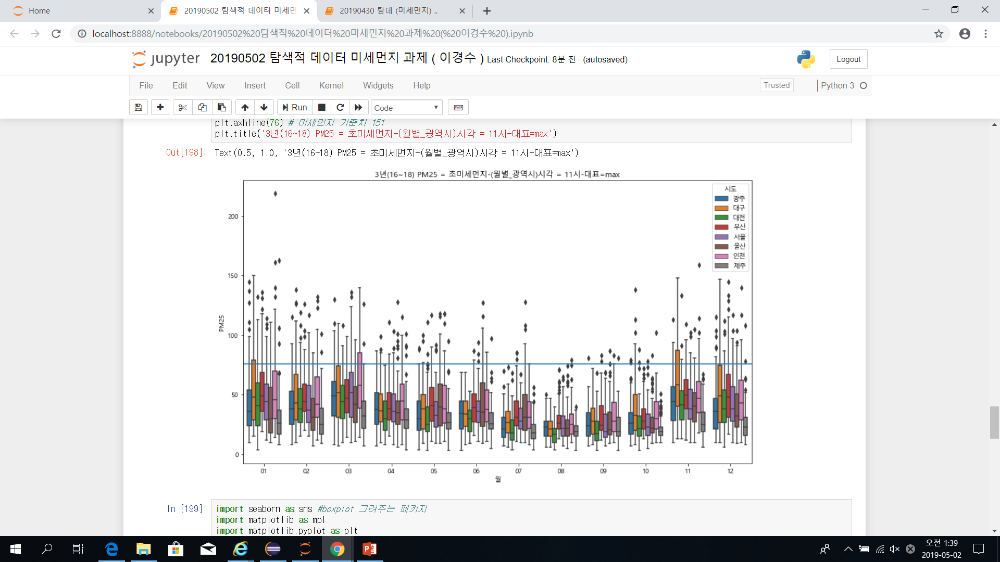 Home
20190502 탐색적 데이터 미세먼
20190430 탐데 (미세먼지) ..
localhost:8888/notebooks/20190502%20탐색적%20데이터%20미세먼지%20과제%20(%20이경수%20).ipynb
jupyter 20190502 탐색적 데이터 미세먼지 과제 ( 이경수 ) Last Checkpoint: 8분 전 (autosaved)
Logout
File Edit View Insert Cell Kernel Widgets Help
Trusted Python 3
Run Code
plt.axhline(76) # 미세먼지 기준치 151
plt.title('3년(16~18) PM25 = 초미세먼지-(월별_광역시)시각 = 11시-대표=max')
Out[198]: Text(0.5, 1.0, '3년(16~18) PM25 = 초미세먼지-(월별_광역시)시각 = 11시-대표=max')
3년(16~18) PM25 = 초미세먼지-(월별_광역시)시각 = 11시-대표=max
시도
광주
대구
대전
부산
서울
울산
인천
제주
200
150
100
50
0
PM25
01 02 03 04 05 06 07 08 09 10 11 12
월
In [199]: import seaborn as sns #boxplot 그려주는 페키지
import matplotlib as mpl
import matplotlib.pyplot as plt
오전 1:39
2019-05-02